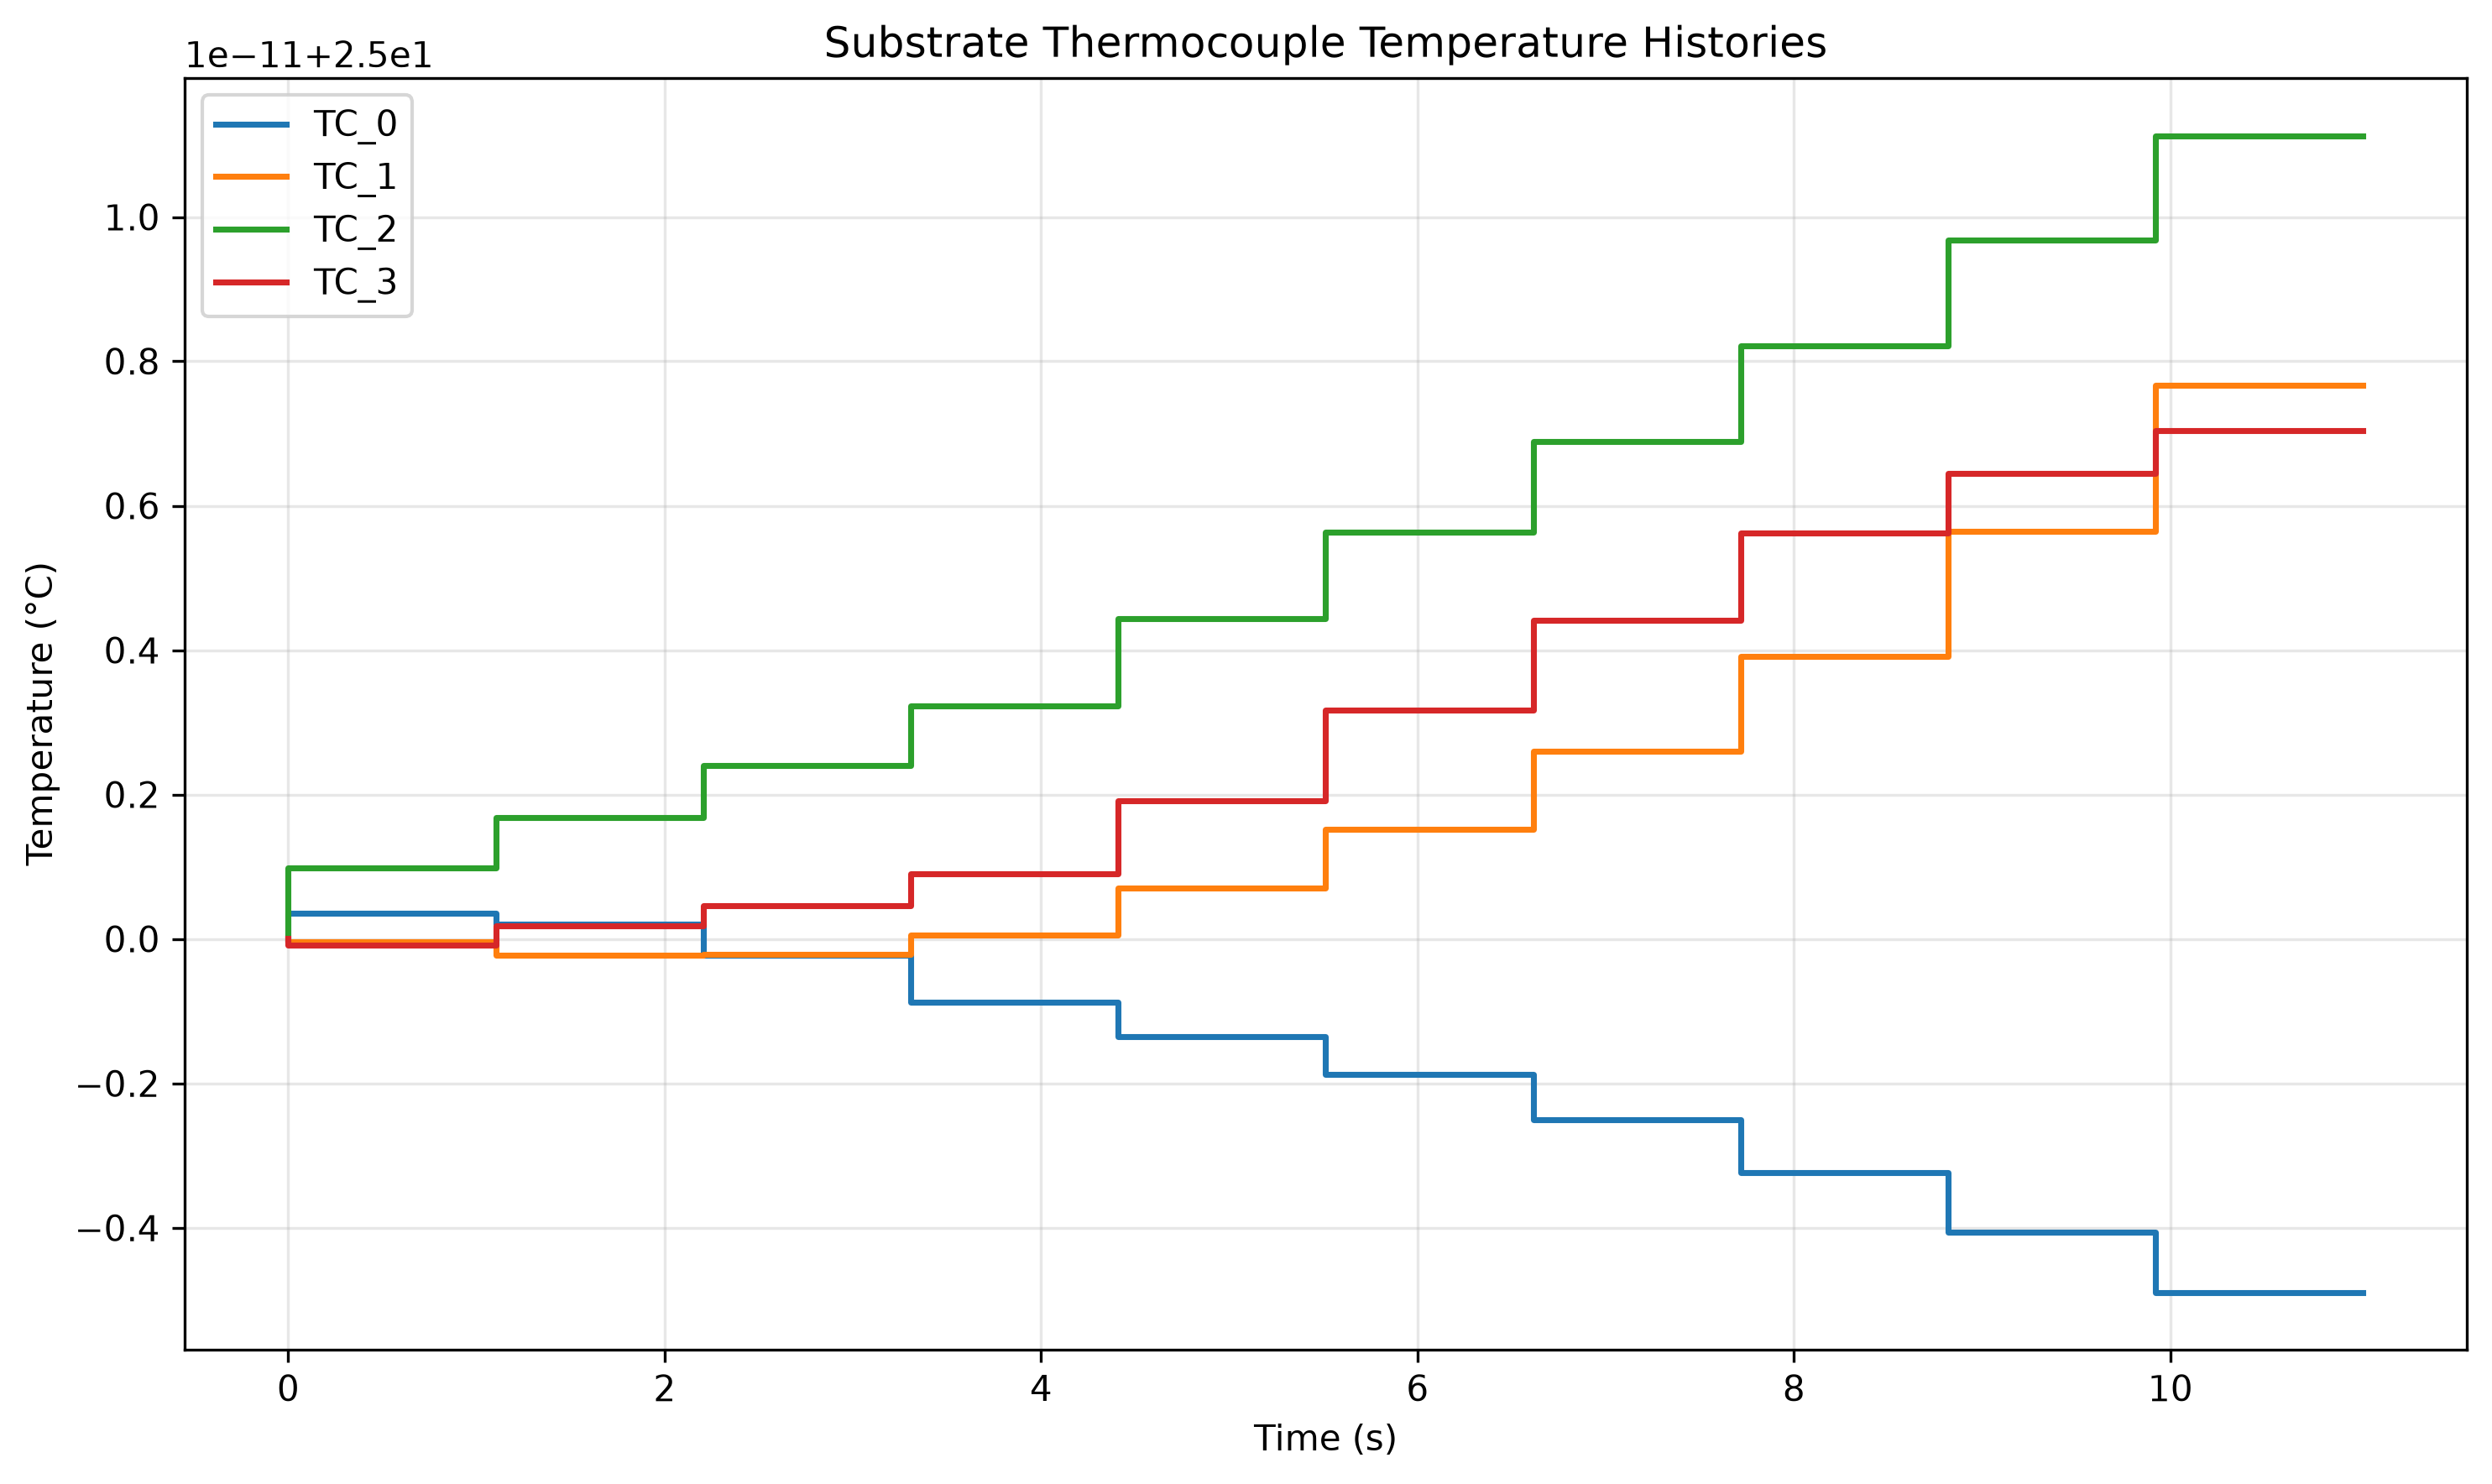 Substrate Thermocouple Temperature Histories
1e−11+2.5e1
TC_0
TC_1
TC_2
TC_3
1.0
0.8
0.6
0.4
0.2
0.0
−0.2
−0.4
Temperature (°C)
0 2 4 6 8 10
Time (s)